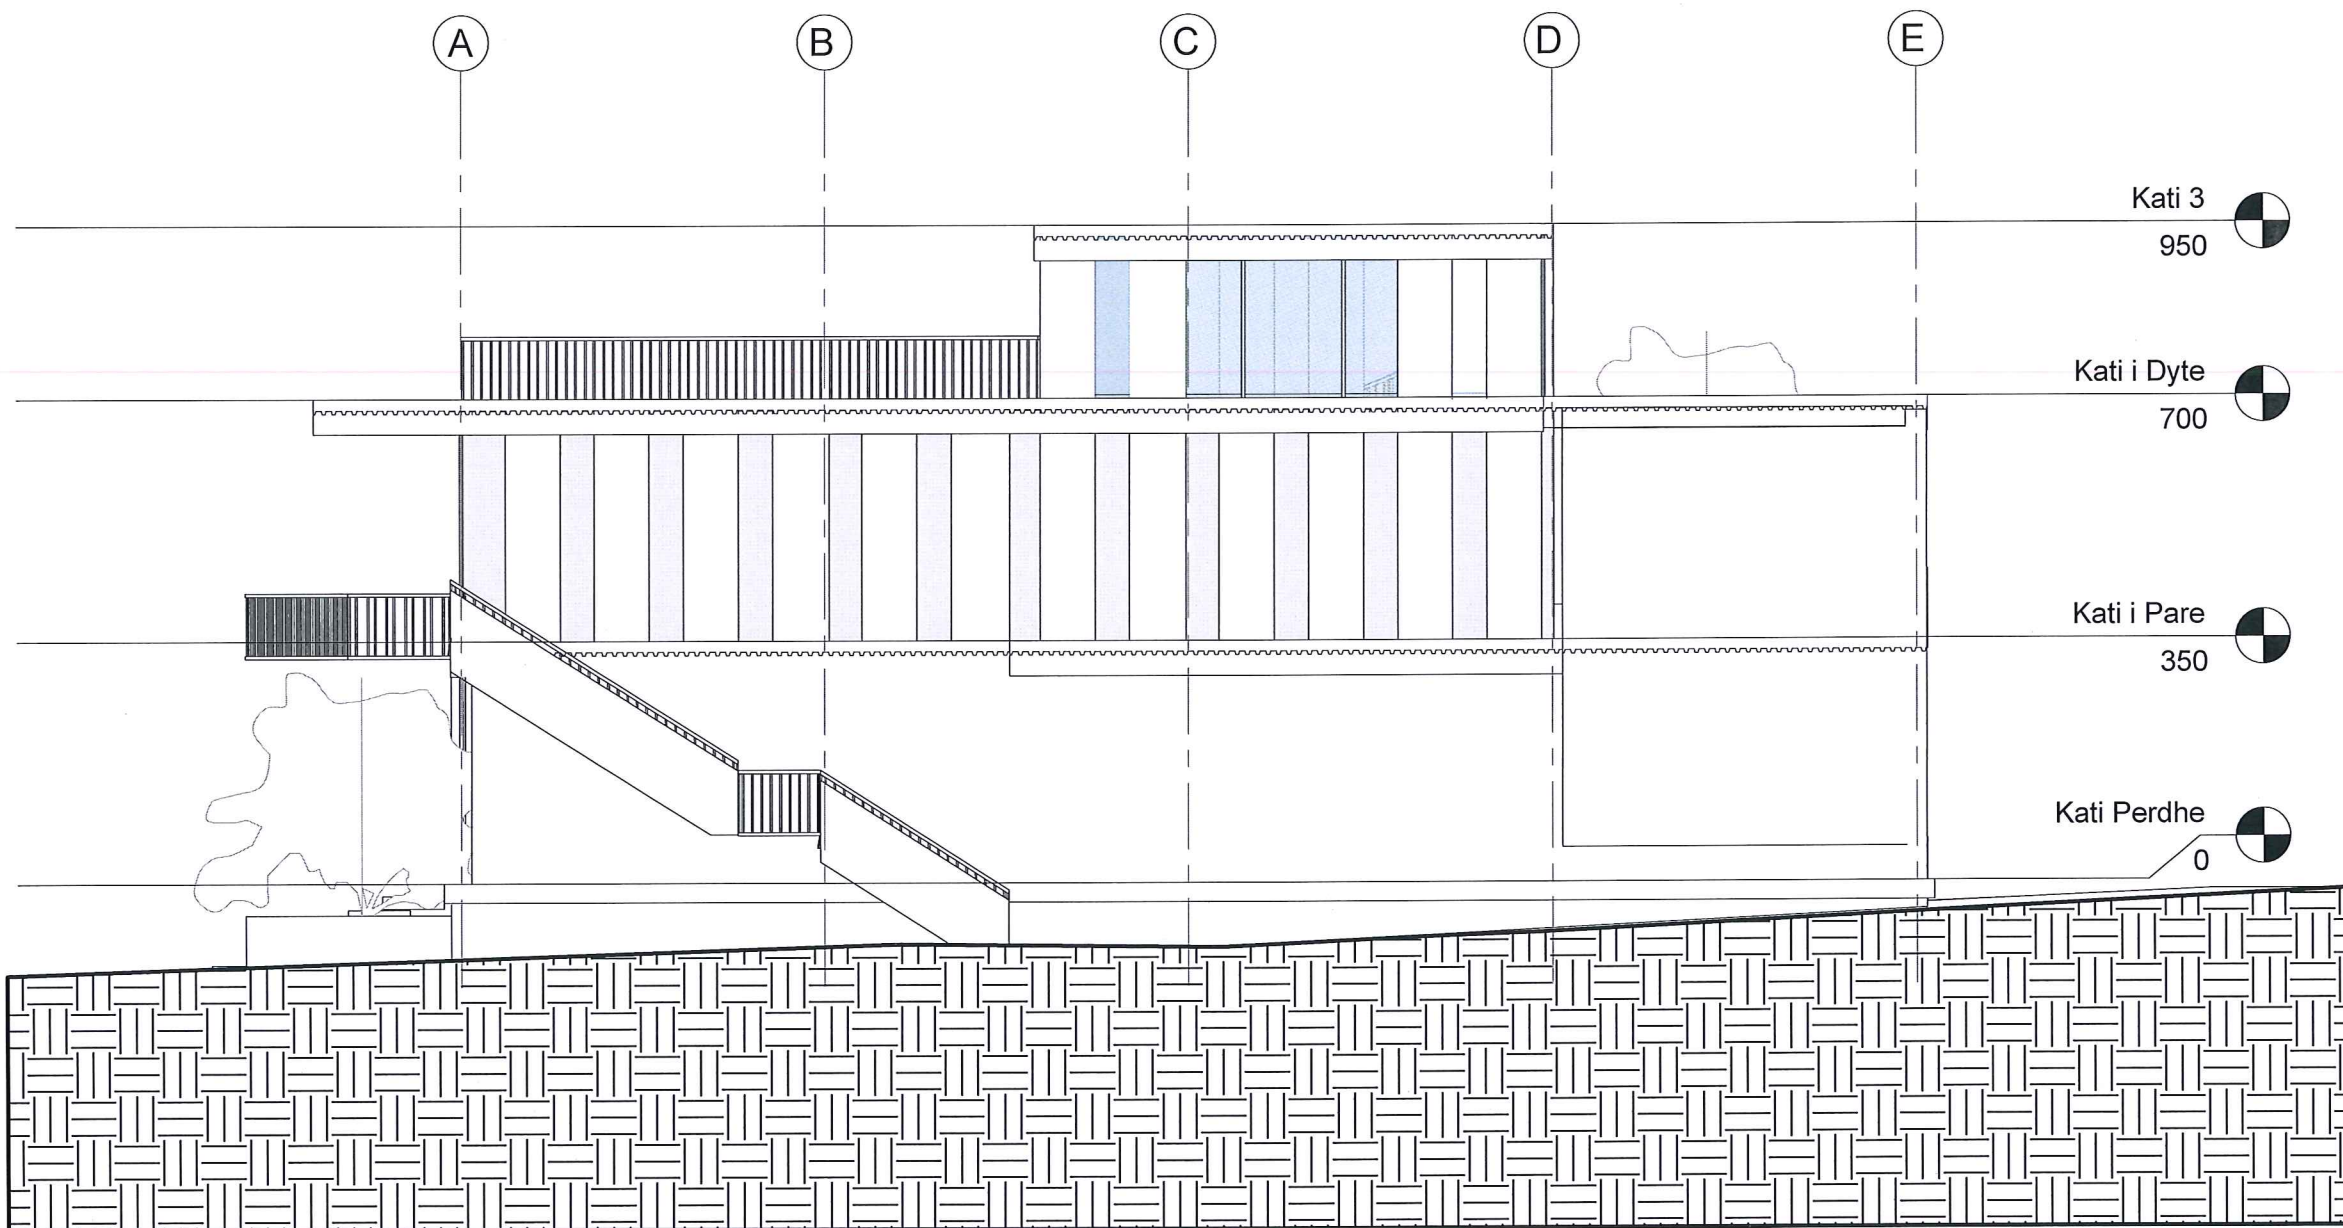 A B C D E
Kati 3
950
Kati i Dyte
700
Kati i Pare
350
Kati Perdhe
0